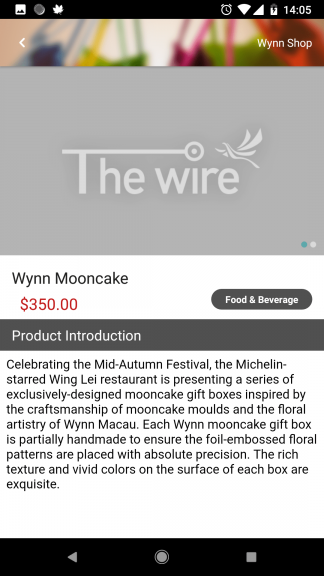 14:05
Wynn Shop
The wire
Wynn Mooncake
$350.00
Food & Beverage
Product Introduction
Celebrating the Mid-Autumn Festival, the Michelin-
starred Wing Lei restaurant is presenting a series of
exclusively-designed mooncake gift boxes inspired by
the craftsmanship of mooncake moulds and the floral
artistry of Wynn Macau. Each Wynn mooncake gift box
is partially handmade to ensure the foil-embossed floral
patterns are placed with absolute precision. The rich
texture and vivid colors on the surface of each box are
exquisite.